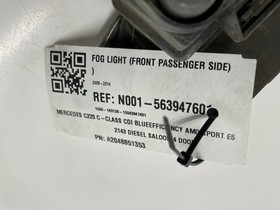 FOG LIGHT (FRONT PASSENGER SIDE)
)
2009-2014
REF: N001-56394760
MERCEDES C220 C-CLASS CDI BLUEEFFICIENCY AMG SPORT E5
2143 DIESEL SALOON 4 DOOR
PN: A2048851353